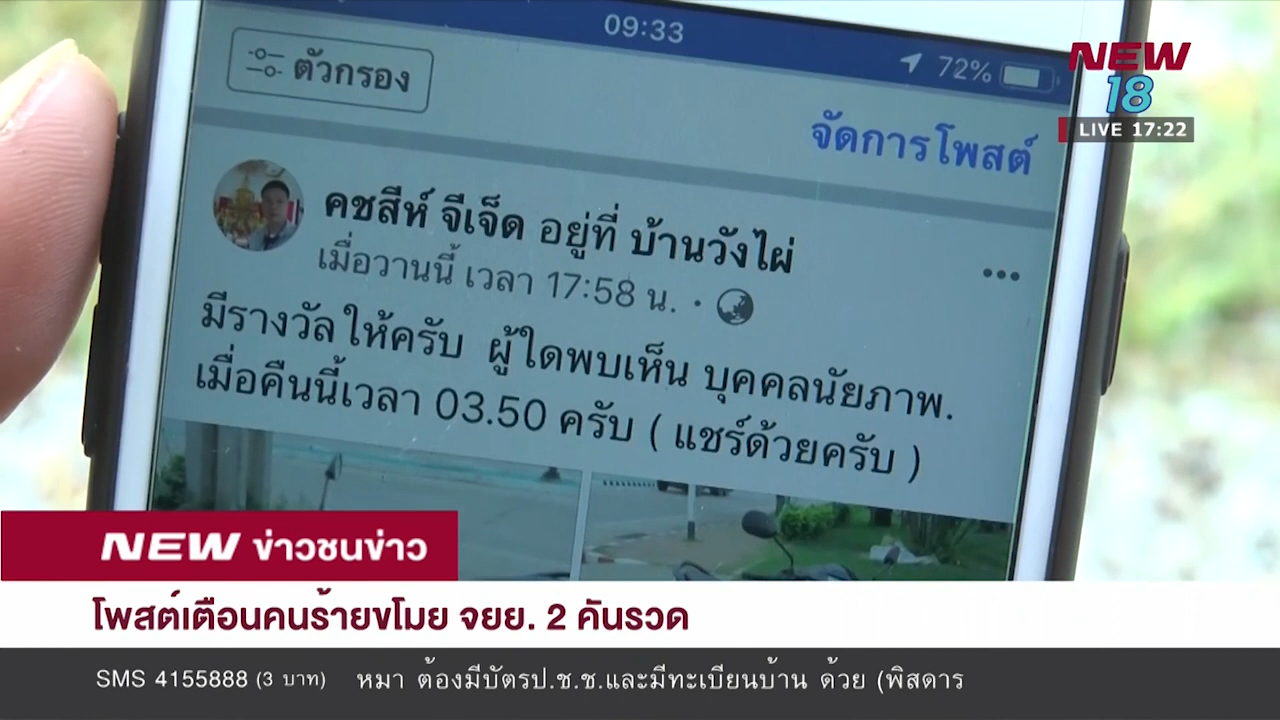 09:33
72%
ตัวกรอง
จัดการโพสต์
NEW
18
LIVE 17:22
คชสีห์ จีเจ็ด อยู่ที่ บ้านวังไผ่
เมื่อวานนี้ เวลา 17:58 น. ·
มีรางวัลให้ครับ ผู้ใดพบเห็น บุคคลนัยภาพ.
เมื่อคืนนี้เวลา 03.50 ครับ ( แชร์ด้วยครับ )
NEW ข่าวชนข่าว
โพสต์เตือนคนร้ายขโมย จยย. 2 คันรวด
SMS 4155888 (3 บาท) หมา ต้องมีบัตรป.ช.ช.และมีทะเบียนบ้าน ด้วย (พิสดาร